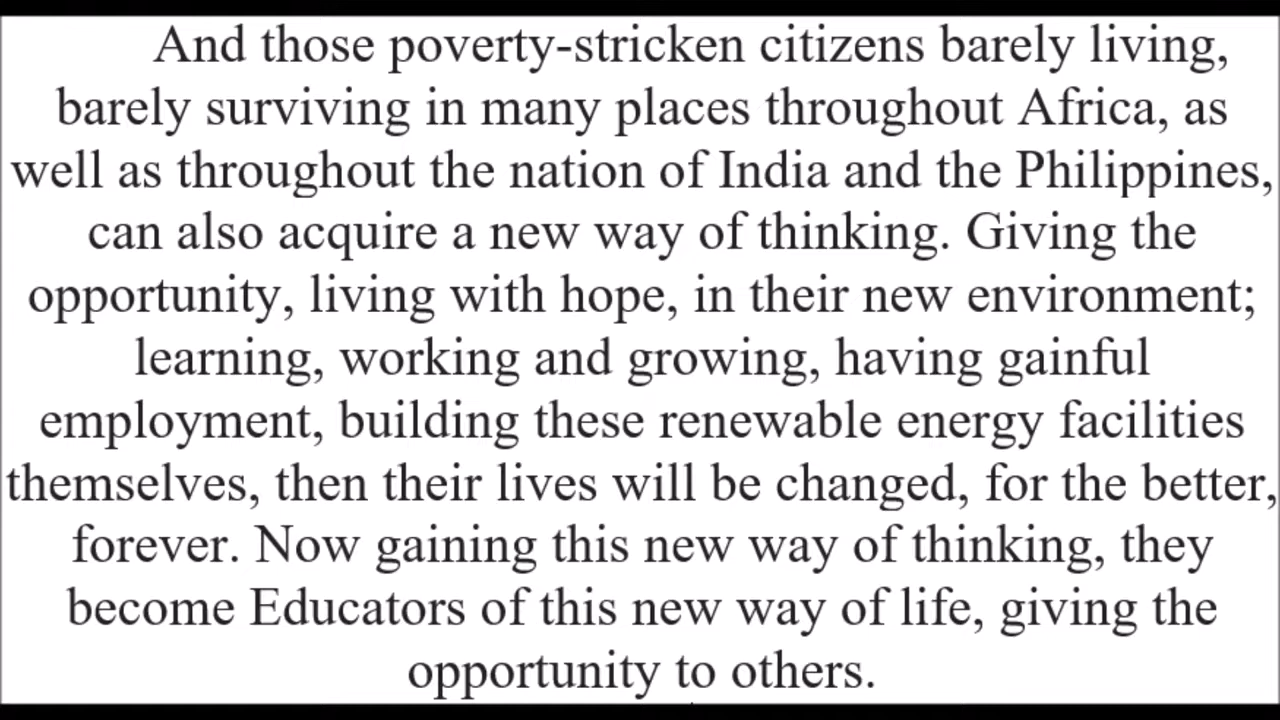 And those poverty-stricken citizens barely living,
barely surviving in many places throughout Africa, as
well as throughout the nation of India and the Philippines,
can also acquire a new way of thinking. Giving the
opportunity, living with hope, in their new environment;
learning, working and growing, having gainful
employment, building these renewable energy facilities
themselves, then their lives will be changed, for the better,
forever. Now gaining this new way of thinking, they
become Educators of this new way of life, giving the
opportunity to others.